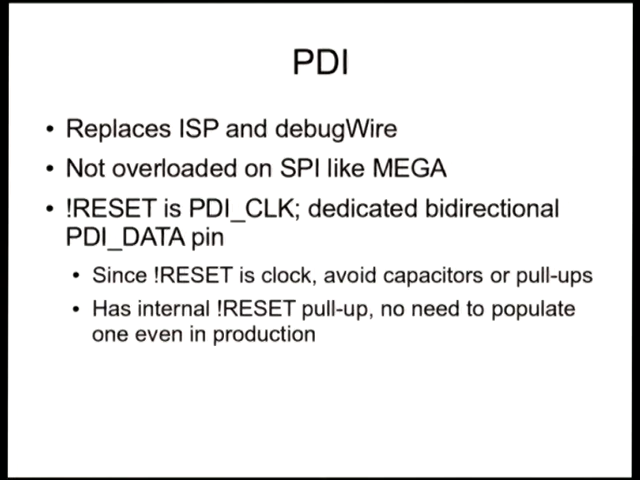 PDI
• Replaces ISP and debugWire
• Not overloaded on SPI like MEGA
• !RESET is PDI_CLK; dedicated bidirectional
PDI_DATA pin
• Since !RESET is clock, avoid capacitors or pull-ups
• Has internal !RESET pull-up, no need to populate
one even in production